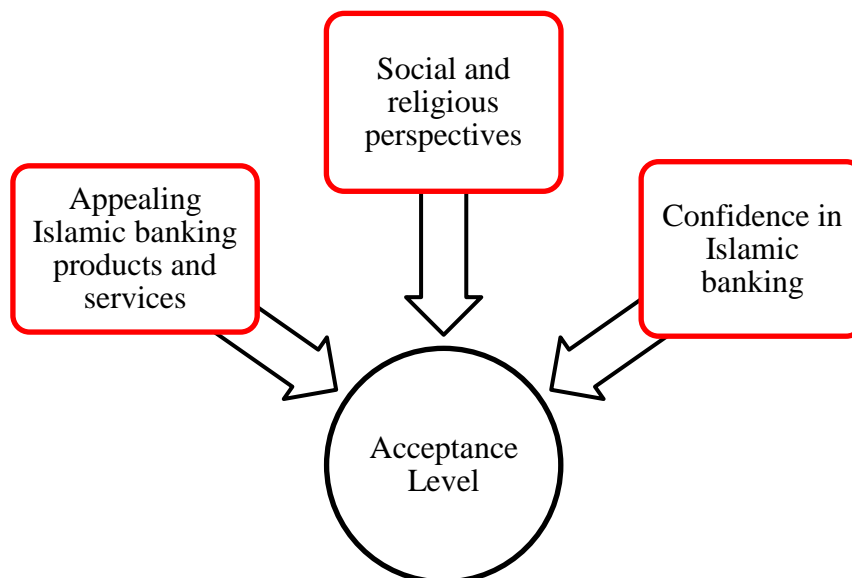 Social and
religious
perspectives
Appealing
Islamic banking
products and
services
Confidence in
Islamic
banking
Acceptance
Level